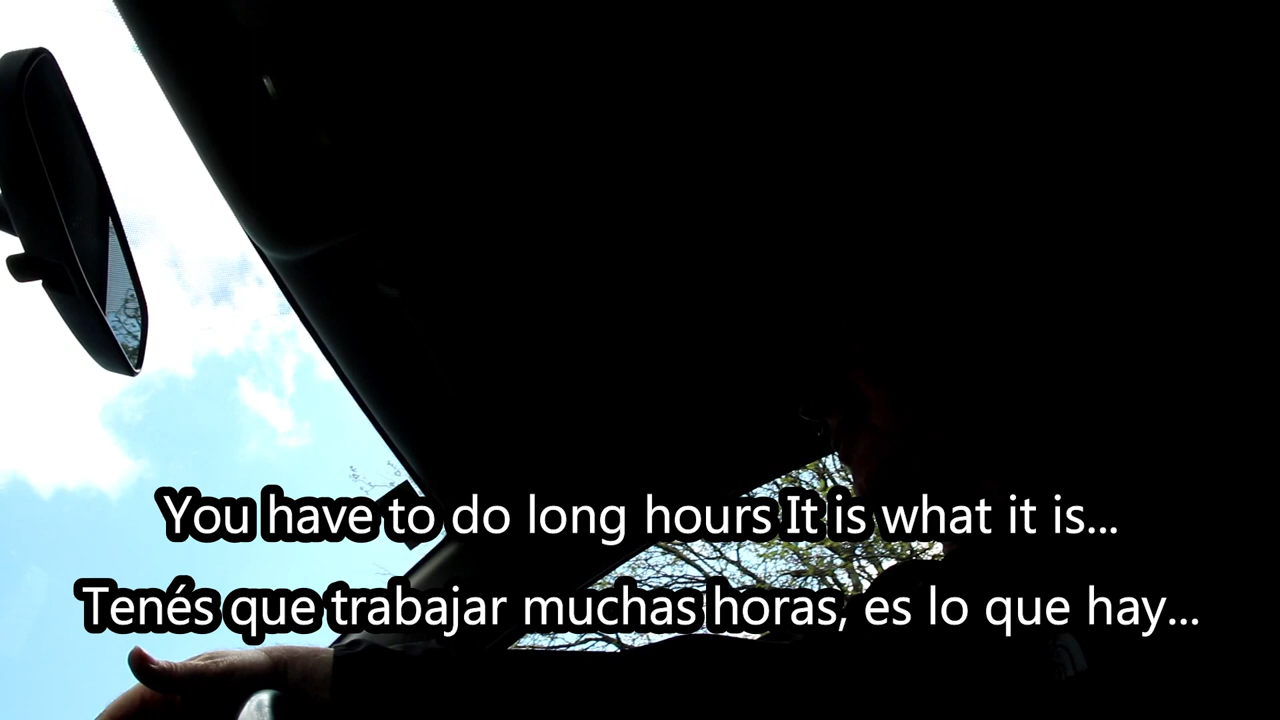 You have to do long hours It is what it is...
Tenés que trabajar muchas horas, es lo que hay...